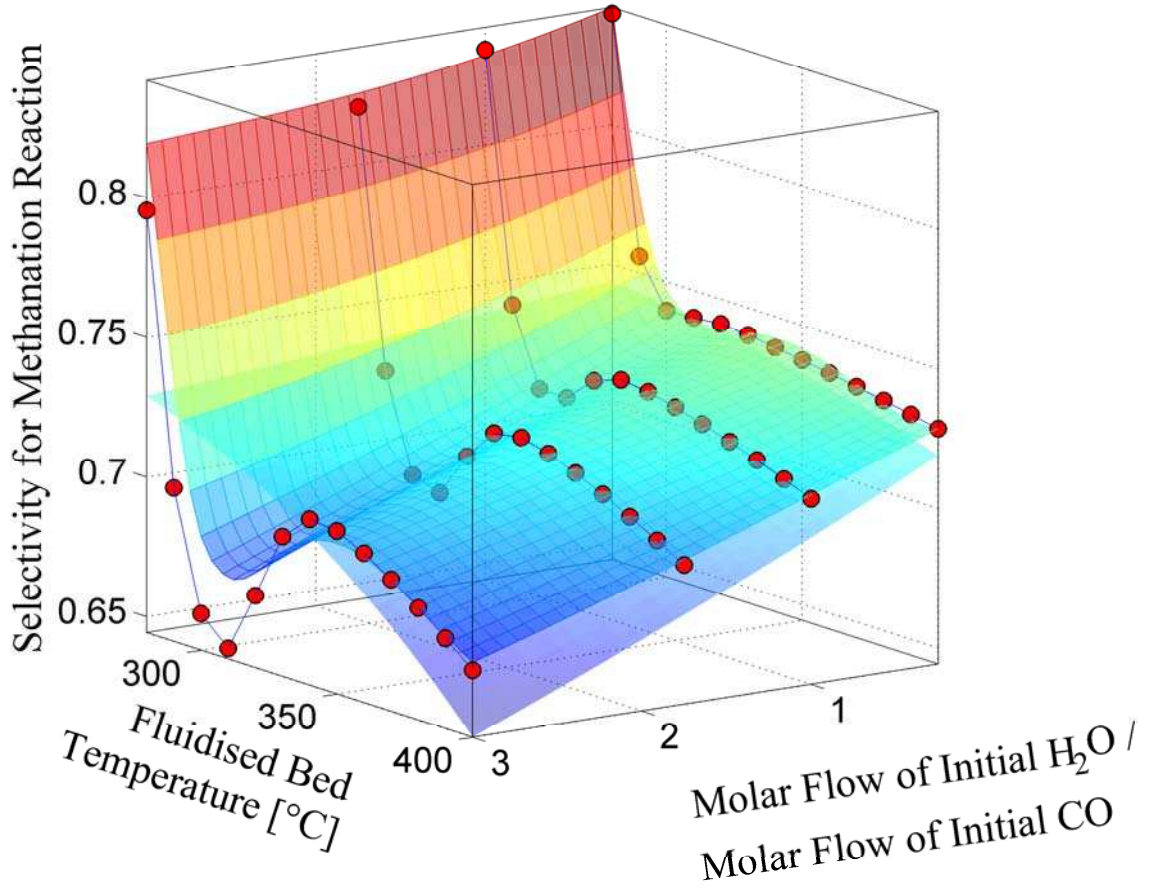 Selectivity for Methanation Reaction
0.8
0.75
0.7
0.65
300
350
400
Fluidised Bed
Temperature [°C]
3
2
1
Molar Flow of Initial H₂O /
Molar Flow of Initial CO